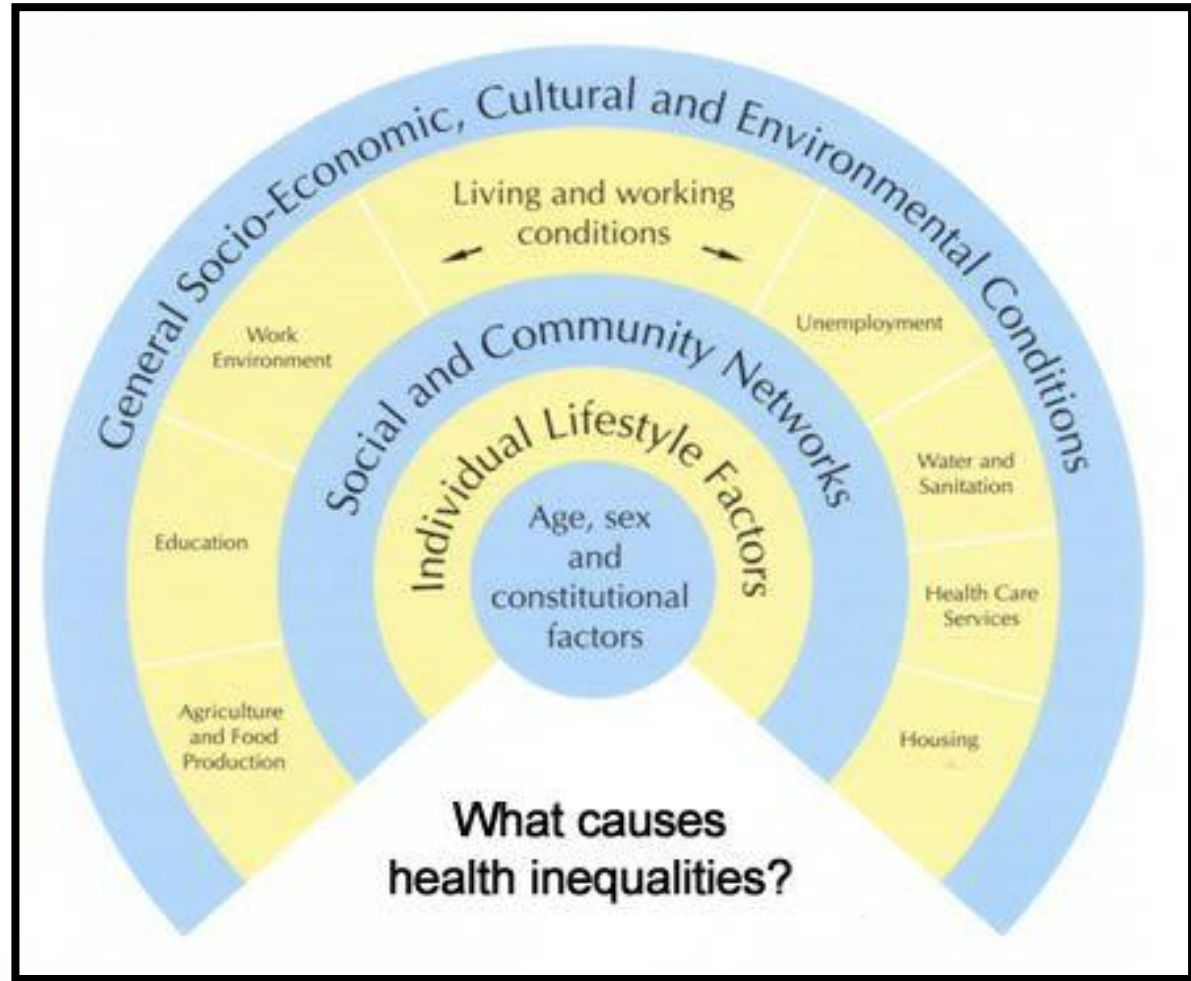 General Socio-Economic, Cultural and Environmental Conditions
Living and working
conditions
Work
Environment
Unemployment
Social and Community Networks
Individual Lifestyle Factors
Water and
Sanitation
Education
Age, sex
and
constitutional
factors
Health Care
Services
Agriculture
and Food
Production
Housing
What causes
health inequalities?